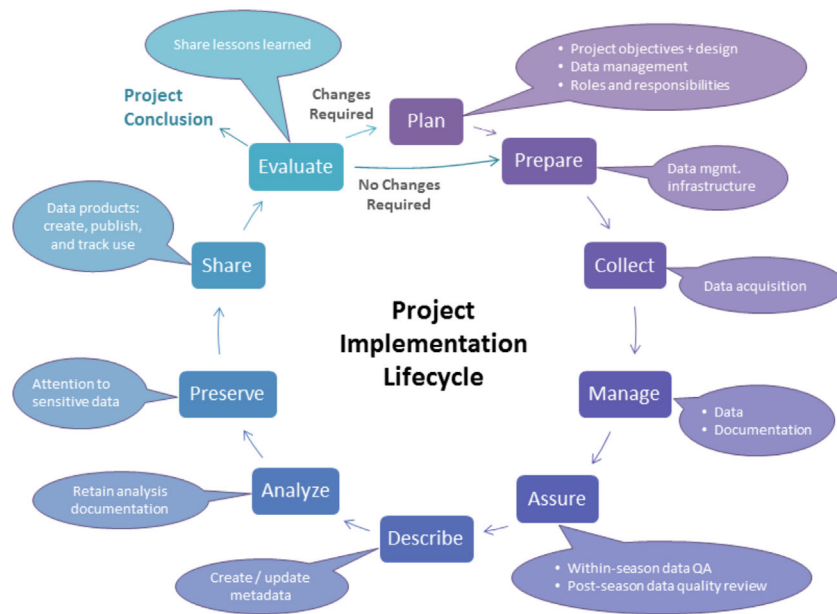 Share lessons learned
• Project objectives + design
• Data management
• Roles and responsibilities
Project
Conclusion
Changes
Required
Plan
Evaluate
Prepare
No Changes
Required
Data mgmt.
infrastructure
Data products:
create, publish,
and track use
Share
Collect
Data acquisition
Project
Implementation
Lifecycle
Attention to
sensitive data
Preserve
Manage
• Data
• Documentation
Retain analysis
documentation
Analyze
Assure
Describe
Create / update
metadata
• Within-season data QA
• Post-season data quality review